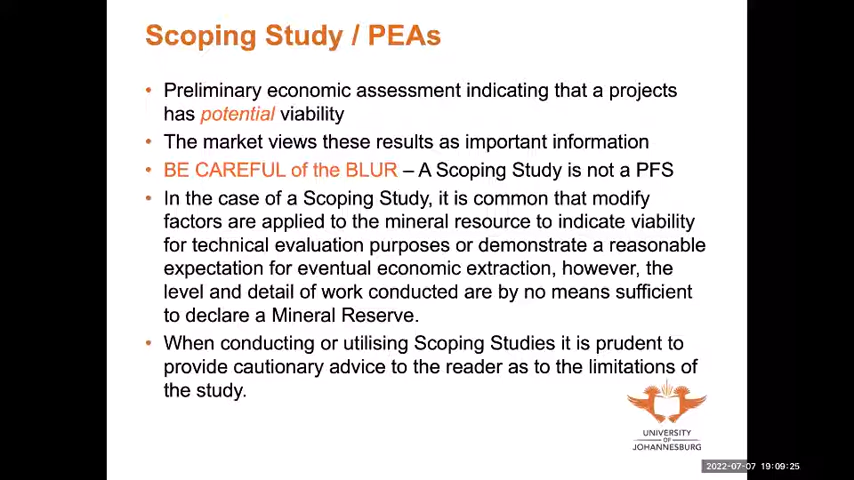 Scoping Study / PEAs
• Preliminary economic assessment indicating that a projects
has potential viability
• The market views these results as important information
• BE CAREFUL of the BLUR – A Scoping Study is not a PFS
• In the case of a Scoping Study, it is common that modify
factors are applied to the mineral resource to indicate viability
for technical evaluation purposes or demonstrate a reasonable
expectation for eventual economic extraction, however, the
level and detail of work conducted are by no means sufficient
to declare a Mineral Reserve.
• When conducting or utilising Scoping Studies it is prudent to
provide cautionary advice to the reader as to the limitations of
the study.
UNIVERSITY
OF
JOHANNESBURG
2022-07-07 19:09:25